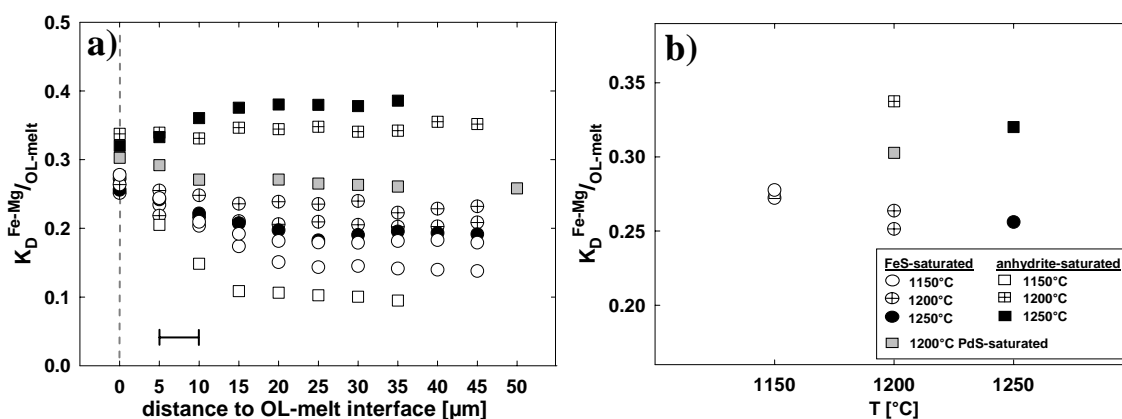 a)
0.5
0.4
0.3
0.2
0.1
0.0
K_D^Fe-Mg/OL-melt
0 5 10 15 20 25 30 35 40 45 50
distance to OL-melt interface [µm]
b)
0.35
0.30
0.25
0.20
K_D^Fe-Mg/OL-melt
1150 1200 1250
T [°C]
FeS-saturated anhydrite-saturated
1150°C 1150°C
1200°C 1200°C
1250°C 1250°C
1200°C PdS-saturated